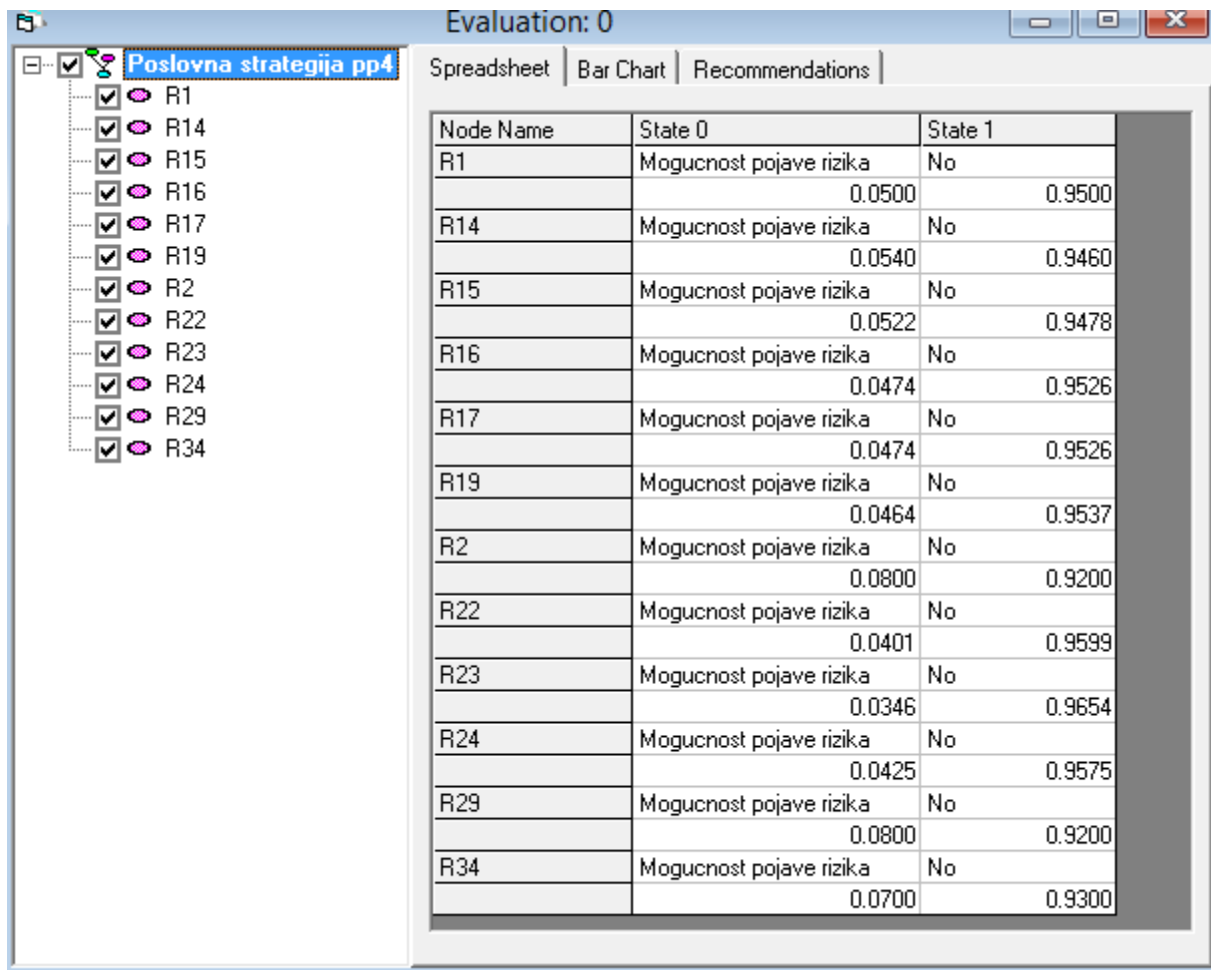 Evaluation: 0
Poslovna strategija pp4
R1
R14
R15
R16
R17
R19
R2
R22
R23
R24
R29
R34
Spreadsheet Bar Chart Recommendations
Node Name State 0 State 1
R1 Mogucnost pojave rizika No
0.0500 0.9500
R14 Mogucnost pojave rizika No
0.0540 0.9460
R15 Mogucnost pojave rizika No
0.0522 0.9478
R16 Mogucnost pojave rizika No
0.0474 0.9526
R17 Mogucnost pojave rizika No
0.0474 0.9526
R19 Mogucnost pojave rizika No
0.0464 0.9537
R2 Mogucnost pojave rizika No
0.0800 0.9200
R22 Mogucnost pojave rizika No
0.0401 0.9599
R23 Mogucnost pojave rizika No
0.0346 0.9654
R24 Mogucnost pojave rizika No
0.0425 0.9575
R29 Mogucnost pojave rizika No
0.0800 0.9200
R34 Mogucnost pojave rizika No
0.0700 0.9300